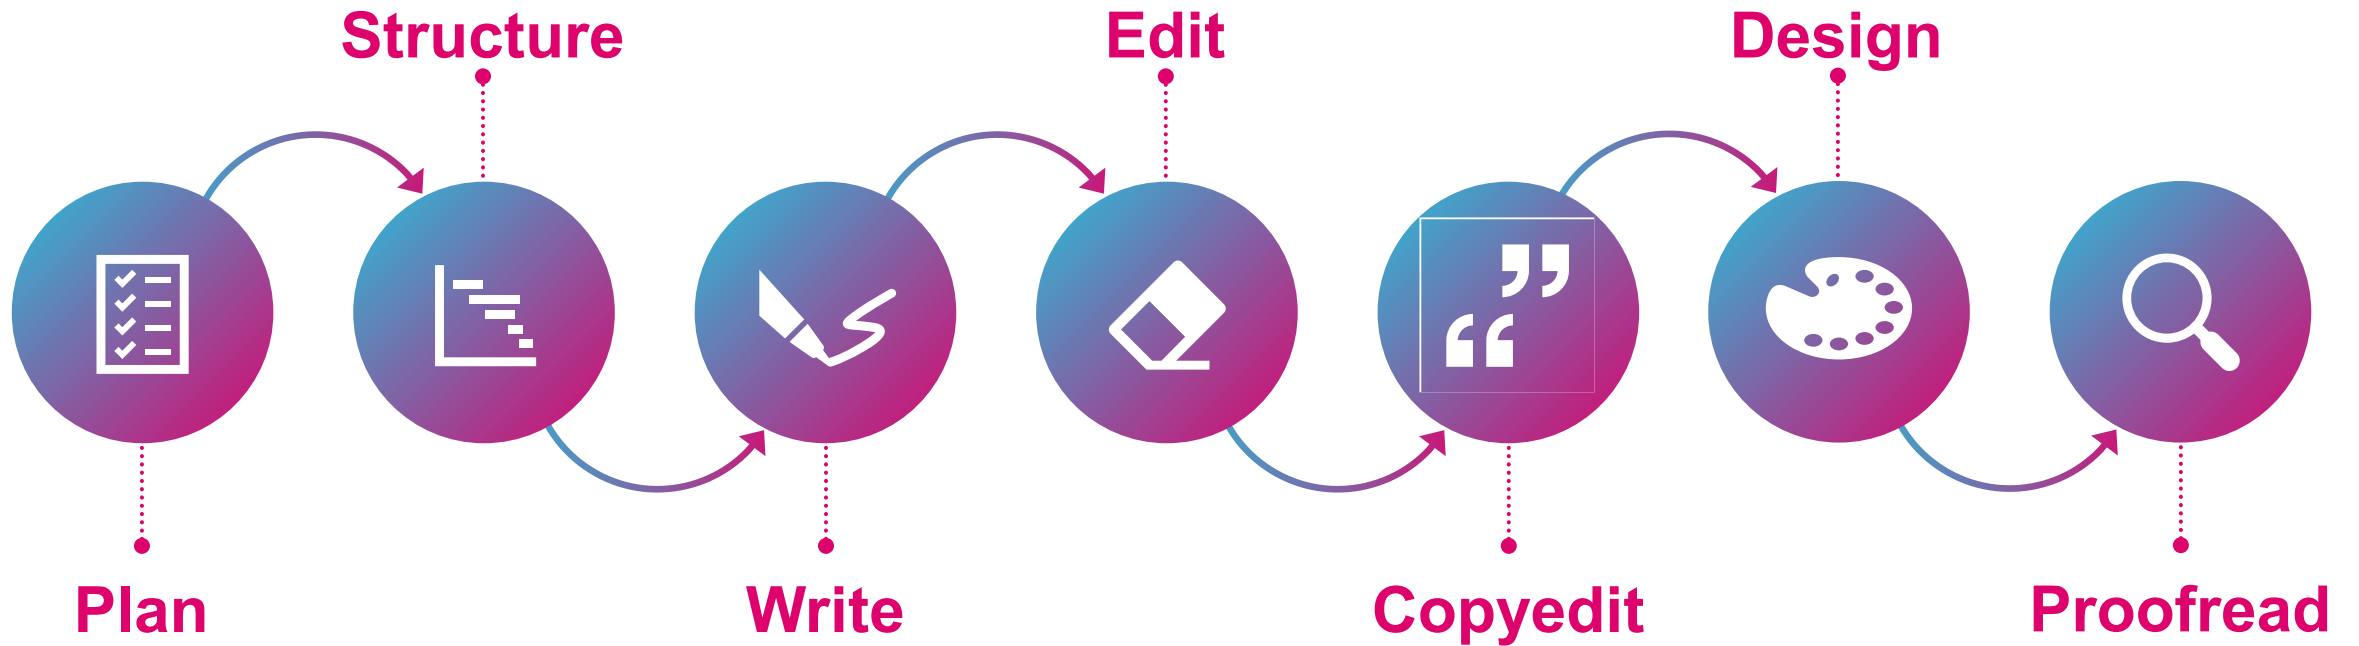 Plan
Structure
Write
Edit
Copyedit
Design
Proofread